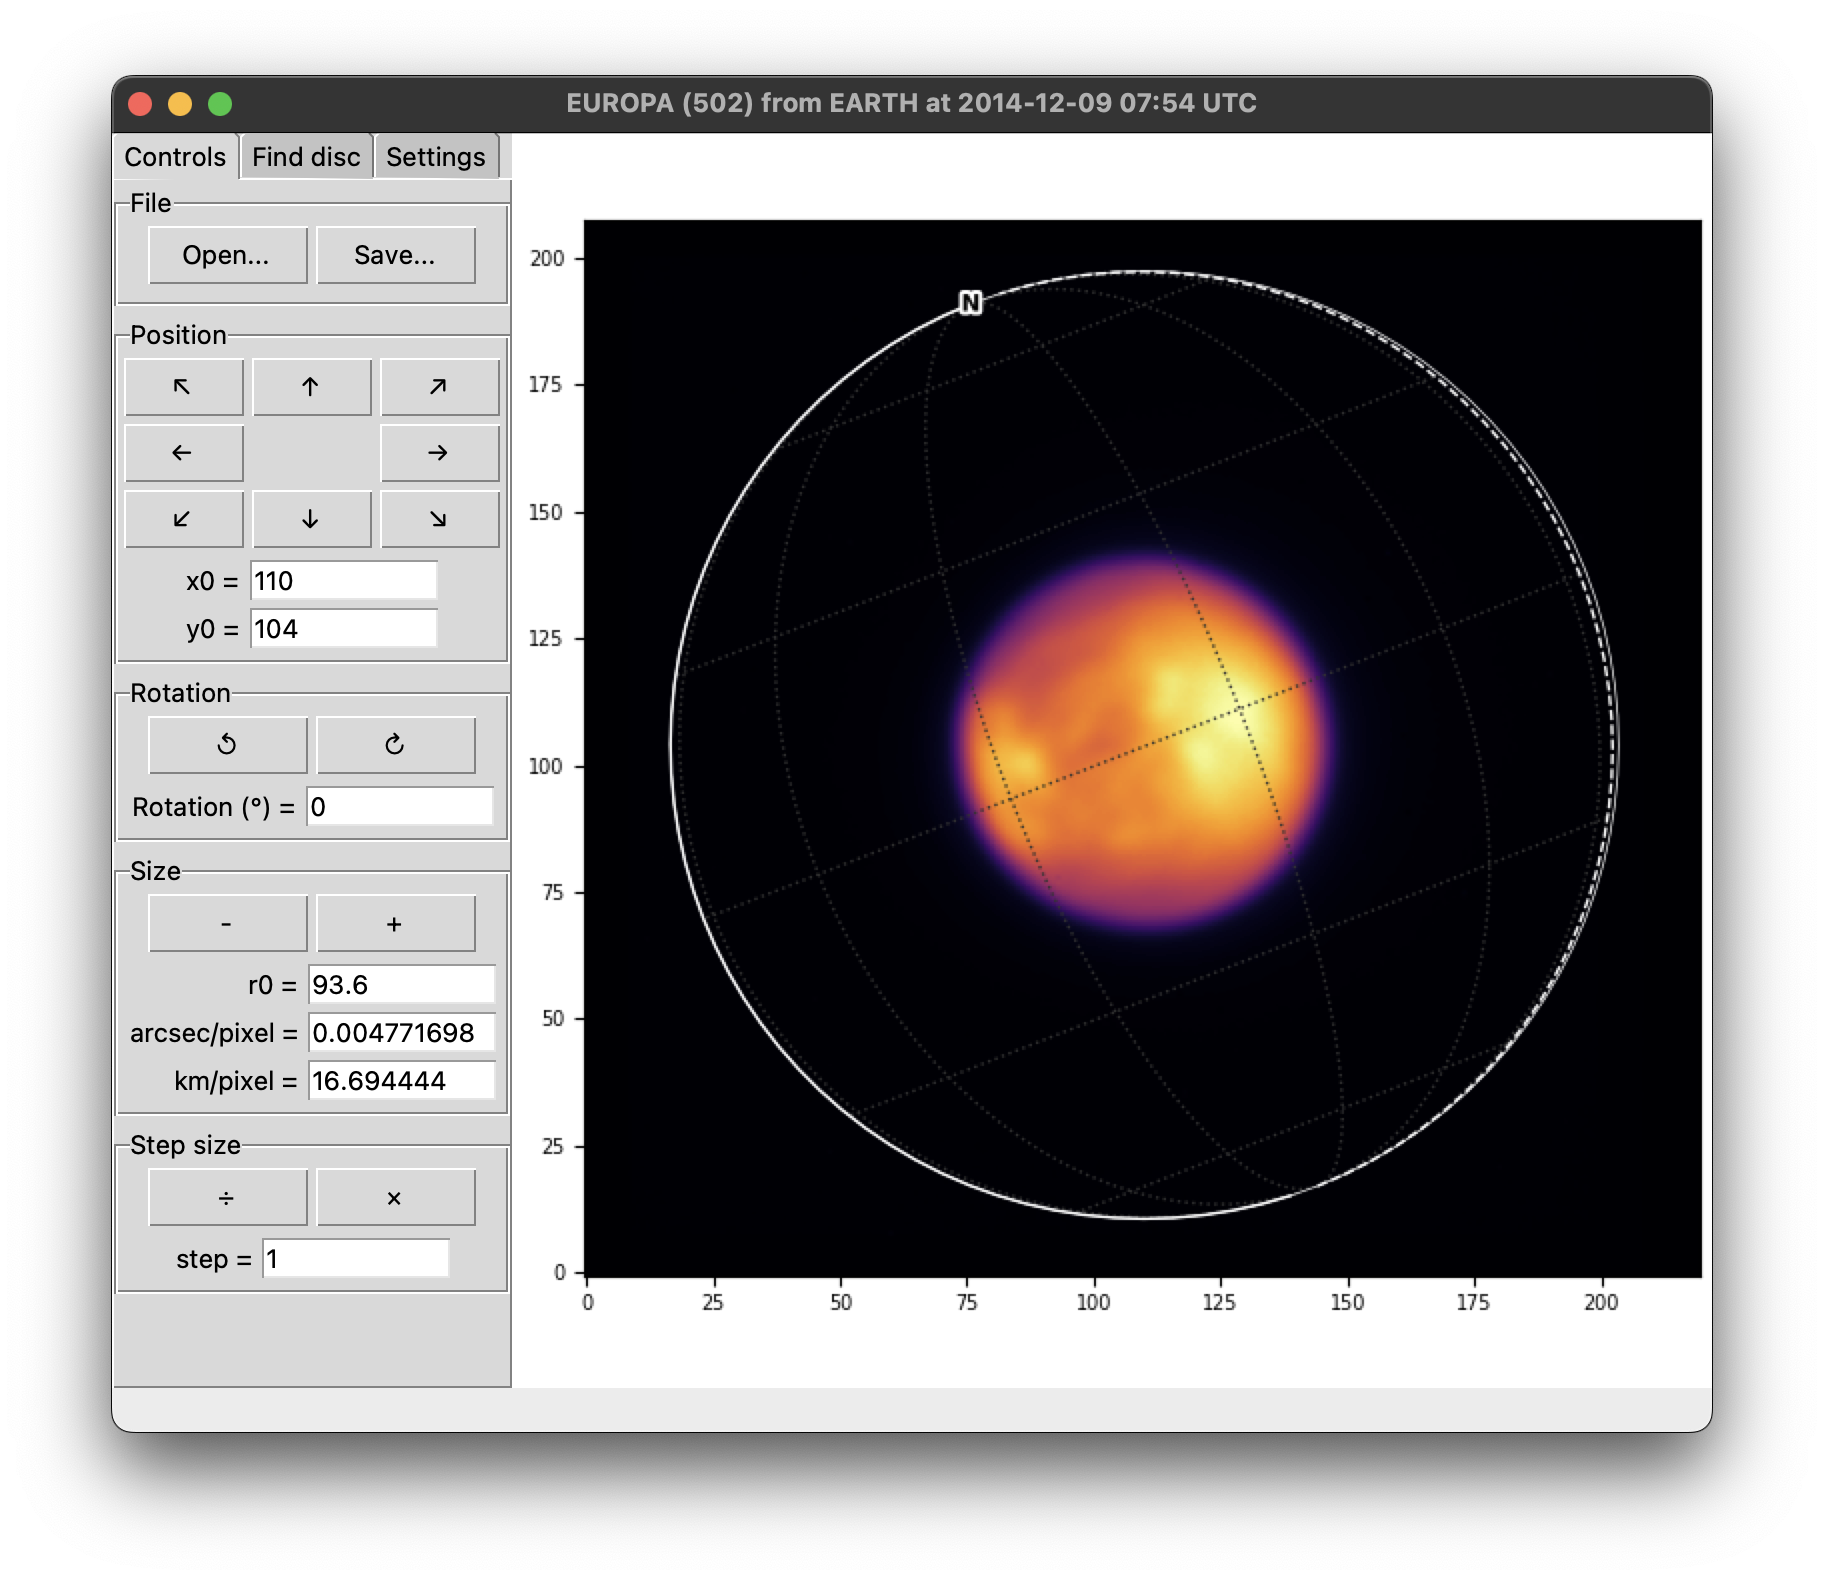 EUROPA (502) from EARTH at 2014-12-09 07:54 UTC
Controls
Find disc
Settings
File
Open...
Save...
Position
↖
↑
↗
←
→
↙
↓
↘
x0 =
110
y0 =
104
Rotation
↺
↻
Rotation (°) =
0
Size
-
+
r0 =
93.6
arcsec/pixel =
0.004771698
km/pixel =
16.694444
Step size
÷
×
step =
1
N
200
175
150
125
100
75
50
25
0
0
25
50
75
100
125
150
175
200